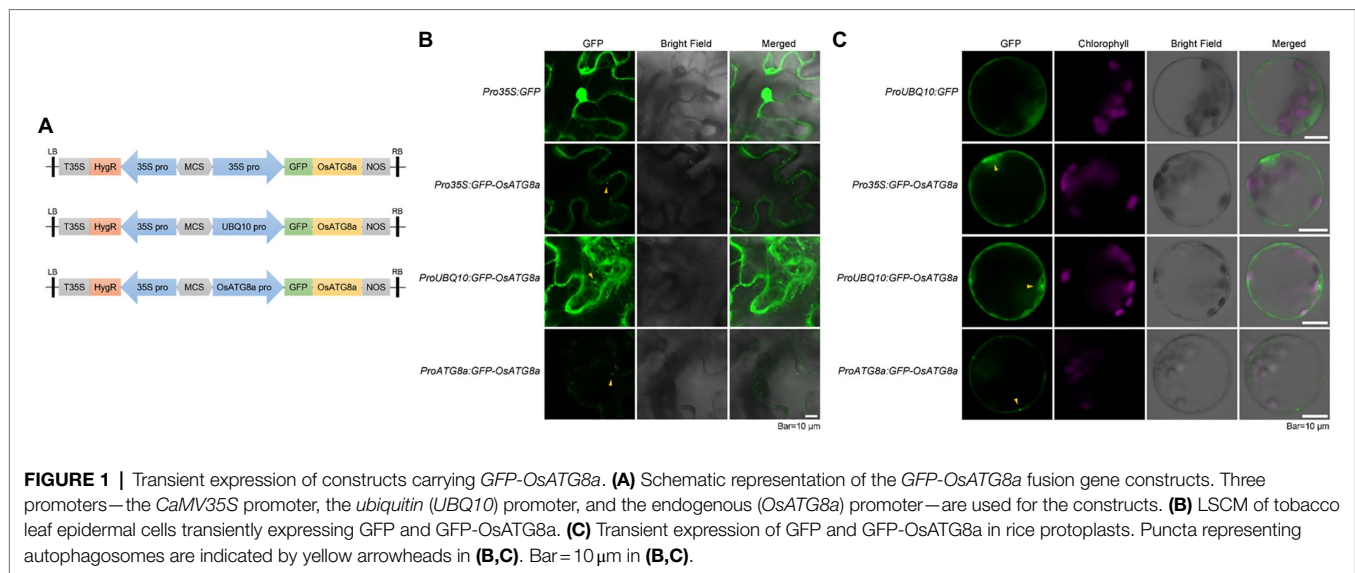 A
LB
RB
T35S HygR 35S pro MCS 35S pro GFP OsATG8a NOS
LB
RB
T35S HygR 35S pro MCS UBQ10 pro GFP OsATG8a NOS
LB
RB
T35S HygR 35S pro MCS OsATG8a pro GFP OsATG8a NOS
B
GFP Bright Field Merged
Pro35S:GFP
Pro35S:GFP-OsATG8a
ProUBQ10:GFP-OsATG8a
ProATG8a:GFP-OsATG8a
Bar=10 μm
C
GFP Chlorophyll Bright Field Merged
ProUBQ10:GFP
Pro35S:GFP-OsATG8a
ProUBQ10:GFP-OsATG8a
ProATG8a:GFP-OsATG8a
Bar=10 μm
FIGURE 1 | Transient expression of constructs carrying GFP-OsATG8a. (A) Schematic representation of the GFP-OsATG8a fusion gene constructs. Three
promoters—the CaMV35S promoter, the ubiquitin (UBQ10) promoter, and the endogenous (OsATG8a) promoter—are used for the constructs. (B) LSCM of tobacco
leaf epidermal cells transiently expressing GFP and GFP-OsATG8a. (C) Transient expression of GFP and GFP-OsATG8a in rice protoplasts. Puncta representing
autophagosomes are indicated by yellow arrowheads in (B,C). Bar = 10 μm in (B,C).